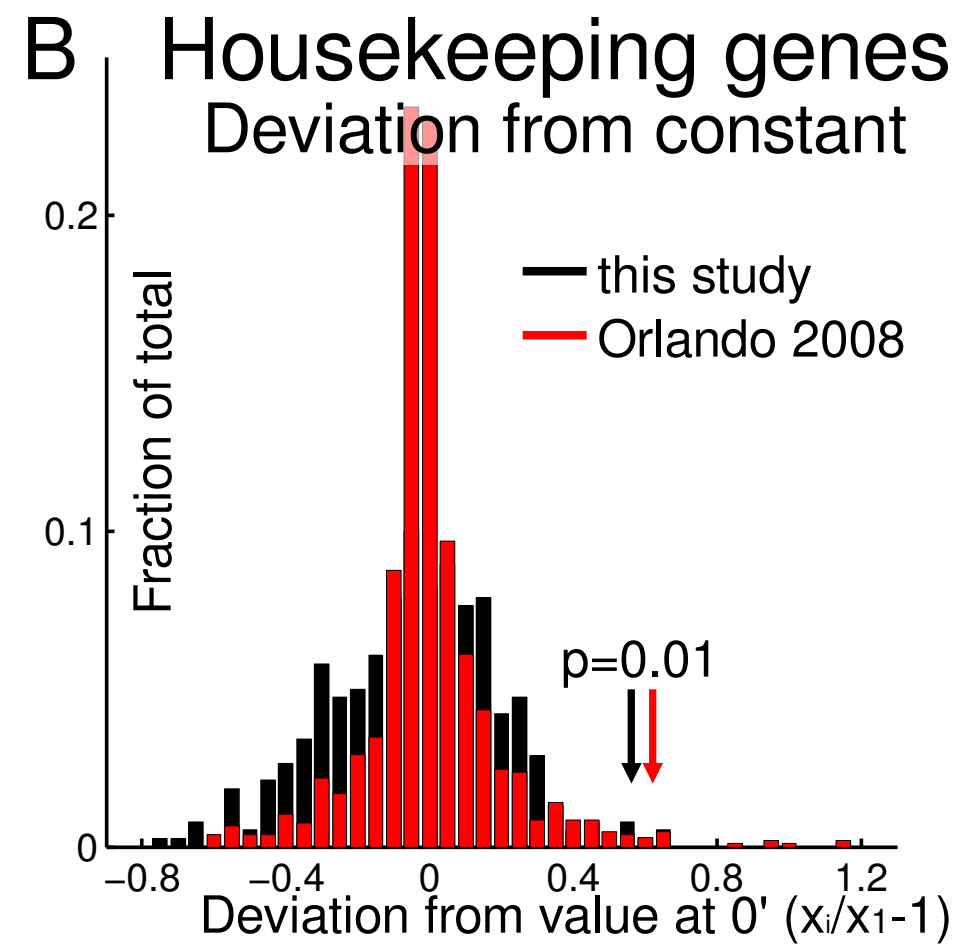 B
Housekeeping genes
Deviation from constant
0.2
this study
Orlando 2008
Fraction of total
0.1
p=0.01
0
−0.8 −0.4 0 0.4 0.8 1.2
Deviation from value at 0' (xi/x1-1)